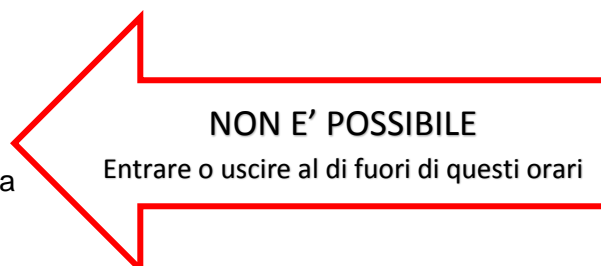 NON E’ POSSIBILE
Entrare o uscire al di fuori di questi orari
a